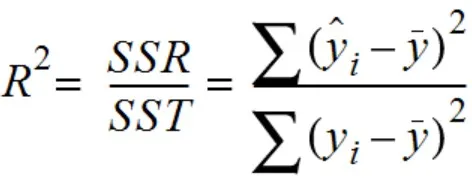 R² = SSR / SST = ∑(ŷᵢ − ȳ)² / ∑(yᵢ − ȳ)²